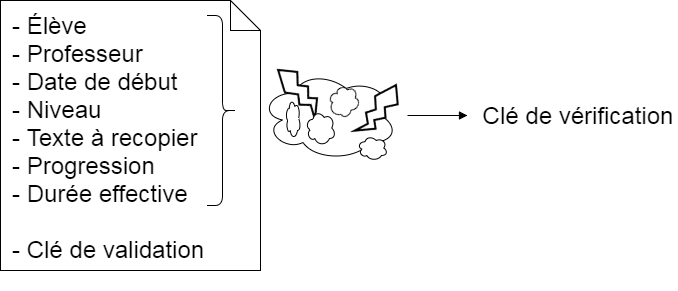 - Élève
- Professeur
- Date de début
- Niveau
- Texte à recopier
- Progression
- Durée effective
- Clé de validation
Clé de vérification